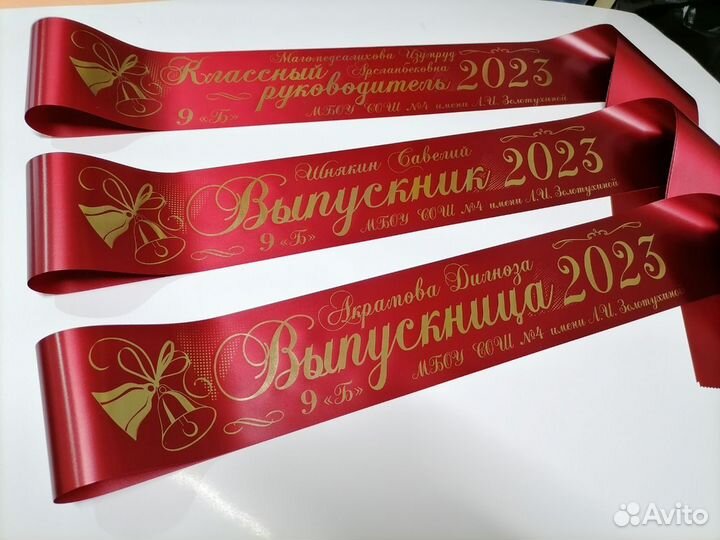 Магомедсалихова Изумруд
Арсланбековна
Классный
руководитель 2023
9 «Б» МБОУ СОШ №4 имени Л.И. Золотухиной
Шнякин Савелий
Выпускник 2023
9 «Б» МБОУ СОШ №4 имени Л.И. Золотухиной
Акрамова Дилноза
Выпускница 2023
9 «Б» МБОУ СОШ №4 имени Л.И. Золотухиной
Avito